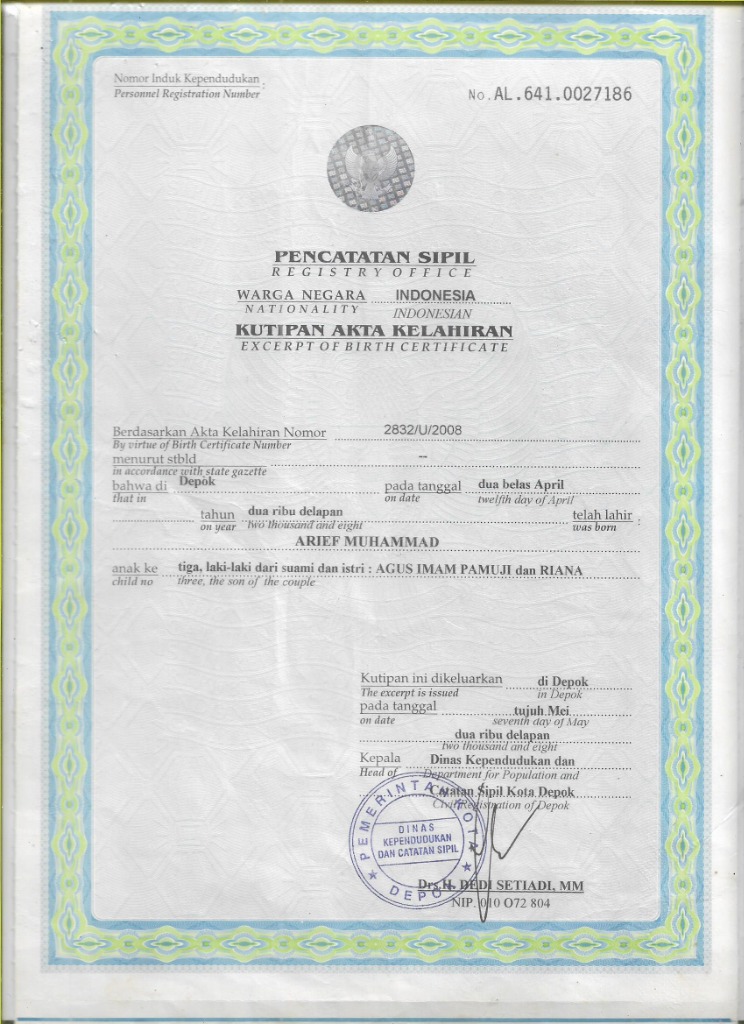 Nomor Induk Kependudukan :
Personnel Registration Number
No. AL.641.0027186
PENCATATAN SIPIL
REGISTRY OFFICE
WARGA NEGARA INDONESIA
NATIONALITY INDONESIAN
KUTIPAN AKTA KELAHIRAN
EXCERPT OF BIRTH CERTIFICATE
Berdasarkan Akta Kelahiran Nomor 2832/U/2008
By virtue of Birth Certificate Number
menurut stbld --
in accordance with state gazette
bahwa di Depok pada tanggal dua belas April
that in on date twelfth day of April
tahun dua ribu delapan telah lahir :
on year two thousand and eight was born
ARIEF MUHAMMAD
anak ke tiga, laki-laki dari suami dan istri : AGUS IMAM PAMUJI dan RIANA
child no three, the son of the couple
Kutipan ini dikeluarkan di Depok
The excerpt is issued in Depok
pada tanggal tujuh Mei
on date seventh day of May
dua ribu delapan
two thousand and eight
Kepala Dinas Kependudukan dan
Head of Department for Population and
Catatan Sipil Kota Depok
Civil Registration of Depok
PEMERINTAH KOTA
DINAS
KEPENDUDUKAN
DAN CATATAN SIPIL
DEPOK
Drs.H. DEDI SETIADI, MM
NIP. 010 O72 804